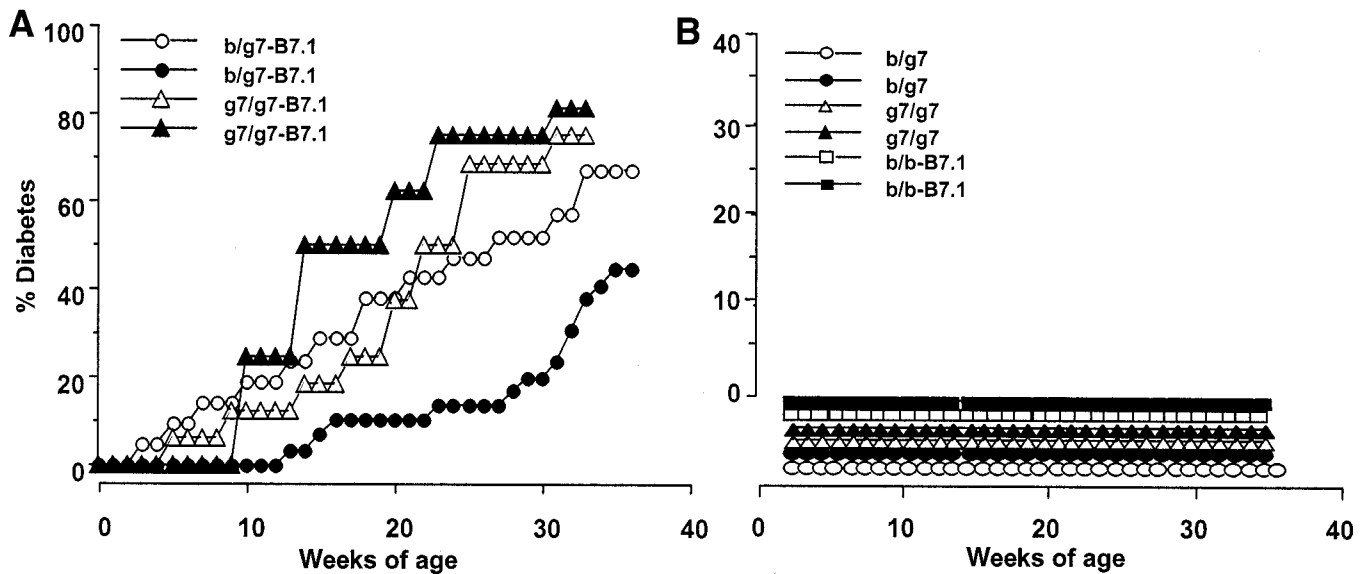 A
100
80
60
40
20
0
% Diabetes
b/g7-B7.1
b/g7-B7.1
g7/g7-B7.1
g7/g7-B7.1
0 10 20 30 40
Weeks of age
B
40
30
20
10
0
b/g7
b/g7
g7/g7
g7/g7
b/b-B7.1
b/b-B7.1
0 10 20 30 40
Weeks of age